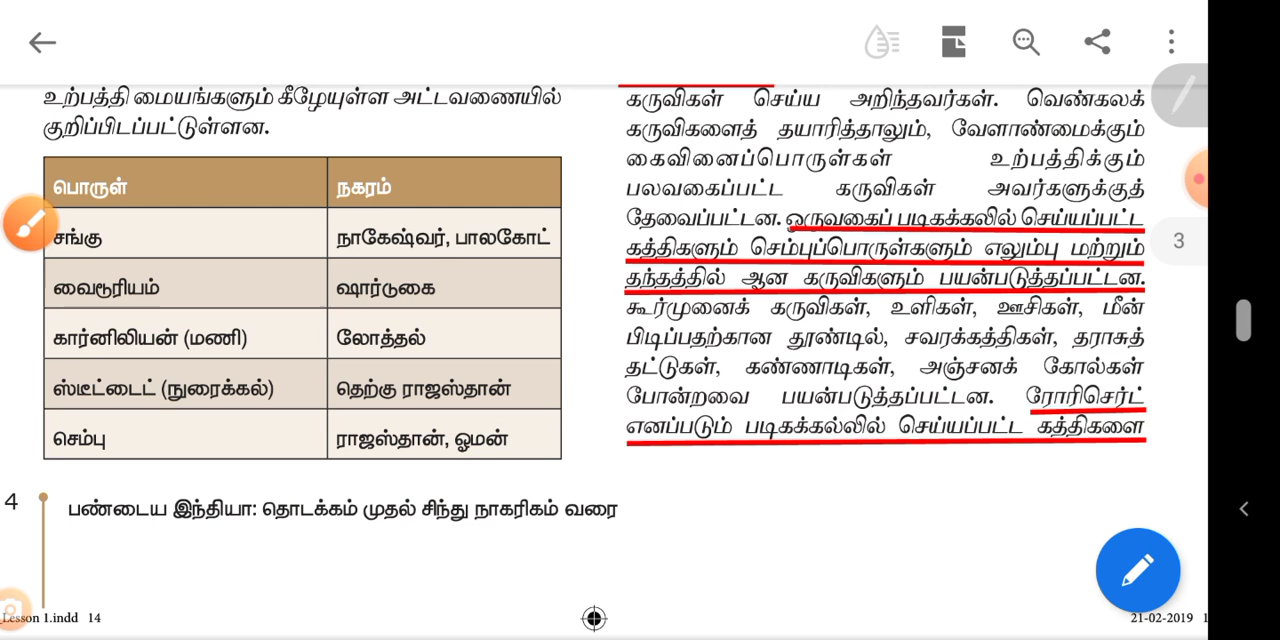 உற்பத்தி மையங்களும் கீழேயுள்ள அட்டவணையில்
குறிப்பிடப்பட்டுள்ளன.
பொருள் நகரம்
சங்கு நாகேஷ்வர், பாலகோட்
வைடூரியம் ஷார்டுகை
கார்னிலியன் (மணி) லோத்தல்
ஸ்டீட்டைட் (நுரைக்கல்) தெற்கு ராஜஸ்தான்
செம்பு ராஜஸ்தான், ஓமன்
கருவிகள் செய்ய அறிந்தவர்கள். வெண்கலக்
கருவிகளைத் தயாரித்தாலும், வேளாண்மைக்கும்
கைவினைப்பொருள்கள் உற்பத்திக்கும்
பலவகைப்பட்ட கருவிகள் அவர்களுக்குத்
தேவைப்பட்டன. ஒருவகைப் படிகக்கலில் செய்யப்பட்ட
கத்திகளும் செம்புப்பொருள்களும் எலும்பு மற்றும்
தந்தத்தில் ஆன கருவிகளும் பயன்படுத்தப்பட்டன.
கூர்முனைக் கருவிகள், உளிகள், ஊசிகள், மீன்
பிடிப்பதற்கான தூண்டில், சவரக்கத்திகள், தராசுத்
தட்டுகள், கண்ணாடிகள், அஞ்சனக் கோல்கள்
போன்றவை பயன்படுத்தப்பட்டன. ரோரிசெர்ட்
எனப்படும் படிகக்கல்லில் செய்யப்பட்ட கத்திகளை
3
4 பண்டைய இந்தியா: தொடக்கம் முதல் சிந்து நாகரிகம் வரை
Lesson 1.indd 14 21-02-2019